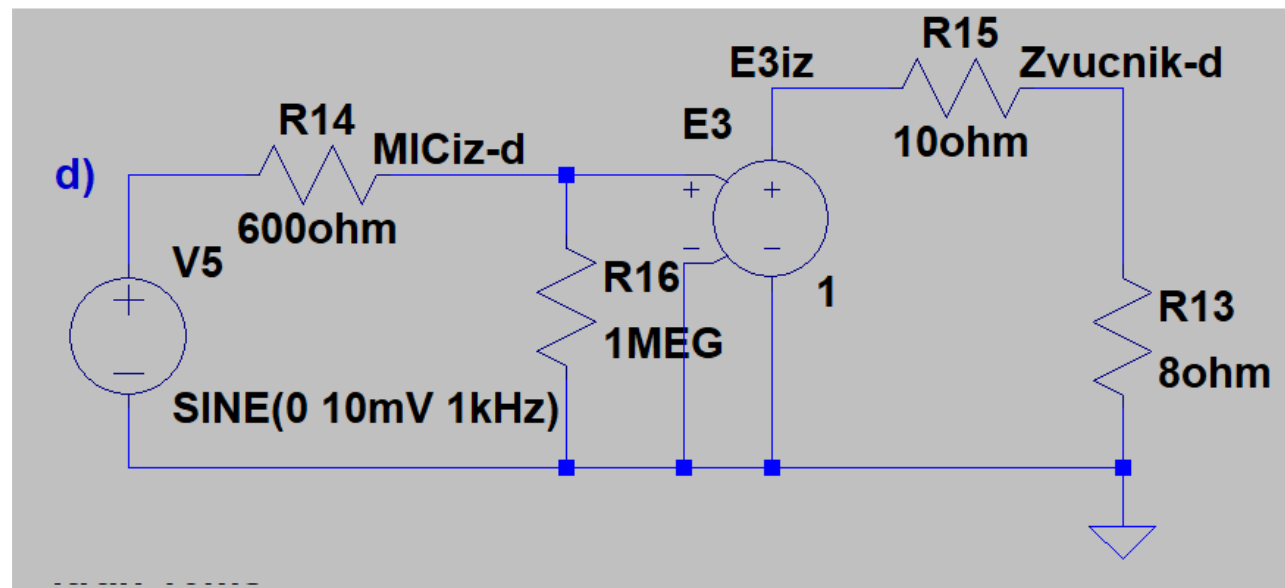 R15
E3iz
Zvucnik-d
R14
E3
10ohm
MICiz-d
d)
600ohm
V5
R16
1
R13
1MEG
8ohm
SINE(0 10mV 1kHz)